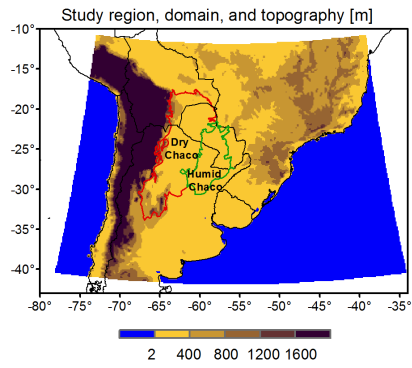 Study region, domain, and topography [m]
-10°
-15°
-20°
-25°
-30°
-35°
-40°
Dry
Chaco
Humid
Chaco
-80° -75° -70° -65° -60° -55° -50° -45° -40° -35°
2 400 800 1200 1600